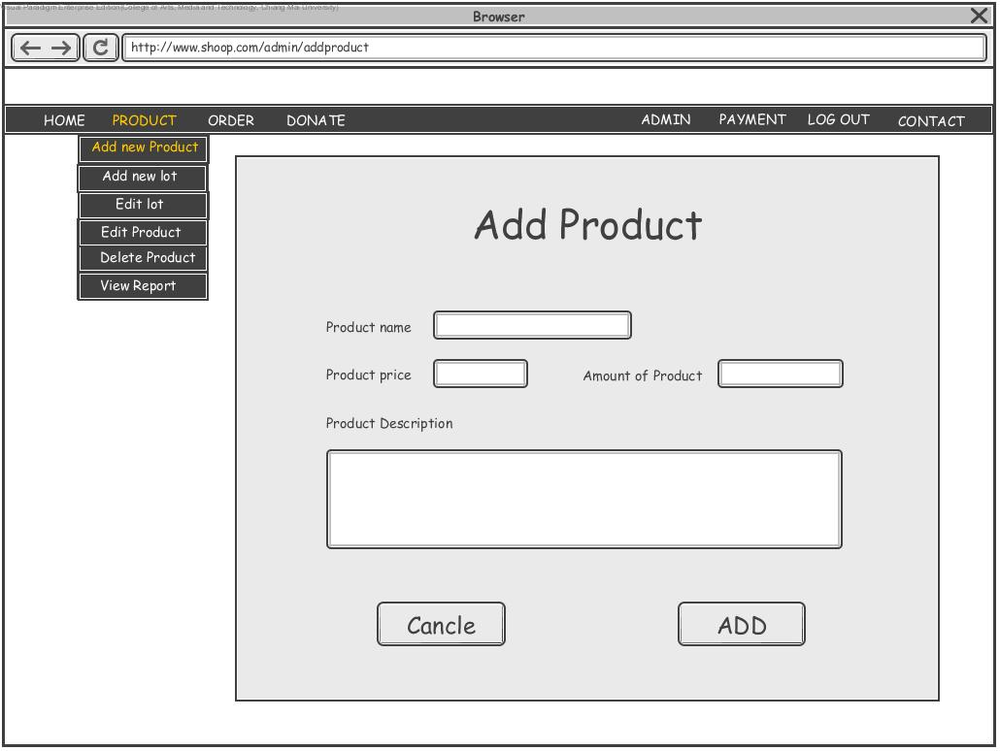 Visual Paradigm Enterprise Edition(College of Arts, Media and Technology, Chiang Mai University)
Browser
http://www.shoop.com/admin/addproduct
HOME PRODUCT ORDER DONATE ADMIN PAYMENT LOG OUT CONTACT
Add new Product
Add new lot
Edit lot
Edit Product
Delete Product
View Report
Add Product
Product name
Product price Amount of Product
Product Description
Cancle ADD